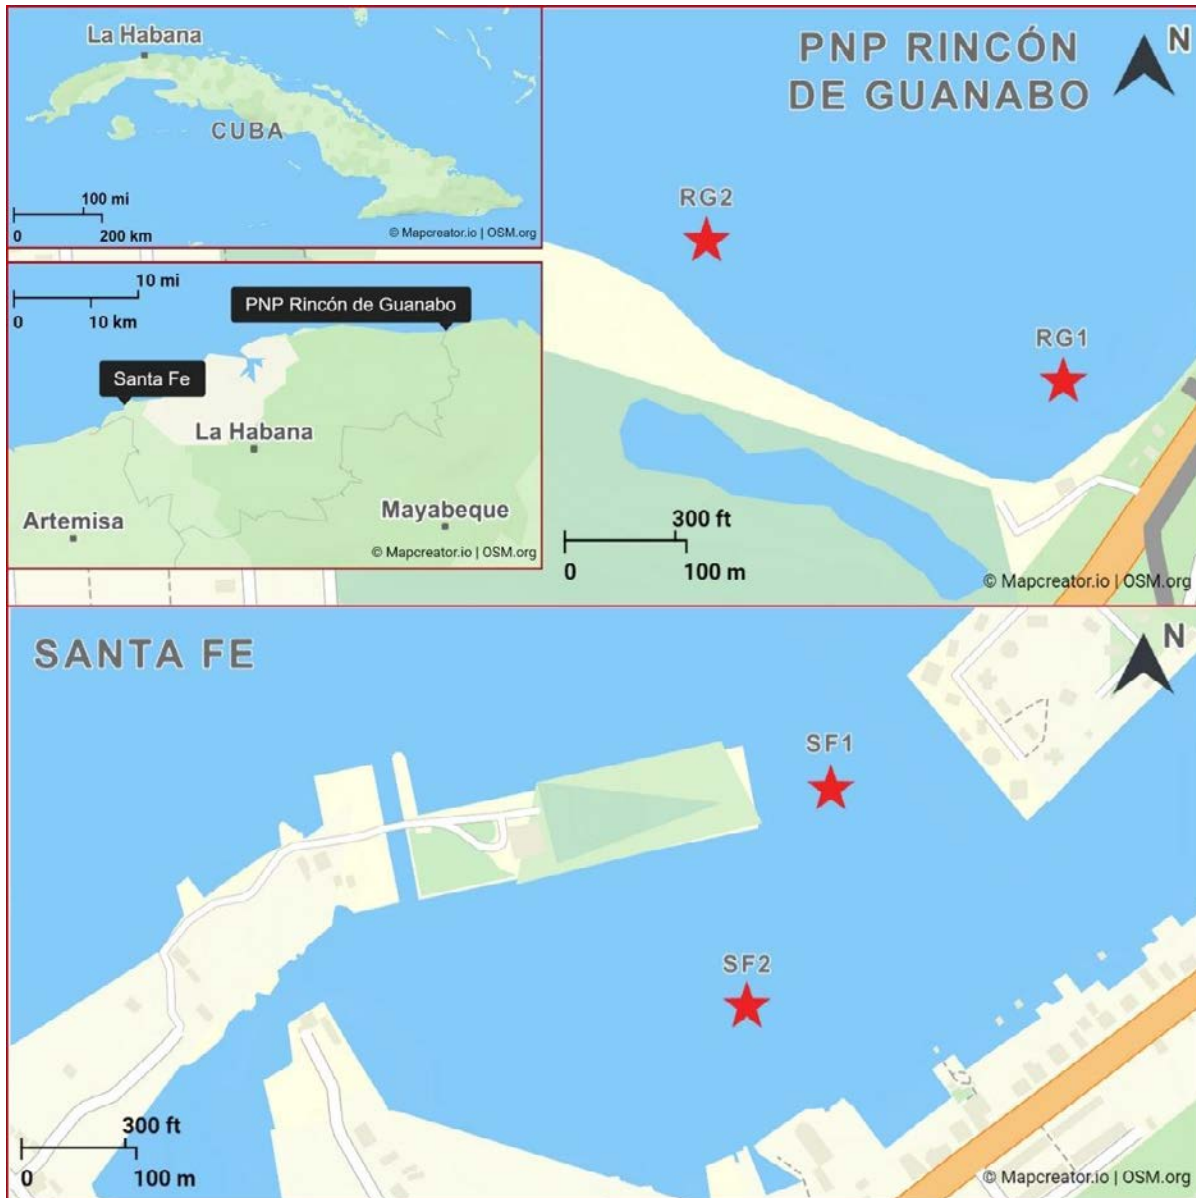 La Habana
CUBA
100 mi
0
200 km
© Mapcreator.io | OSM.org
10 mi
0
10 km
PNP Rincón de Guanabo
Santa Fe
La Habana
Artemisa
Mayabeque
© Mapcreator.io | OSM.org
PNP RINCÓN
DE GUANABO
N
RG2
RG1
300 ft
0
100 m
© Mapcreator.io | OSM.org
SANTA FE
N
SF1
SF2
300 ft
0
100 m
© Mapcreator.io | OSM.org